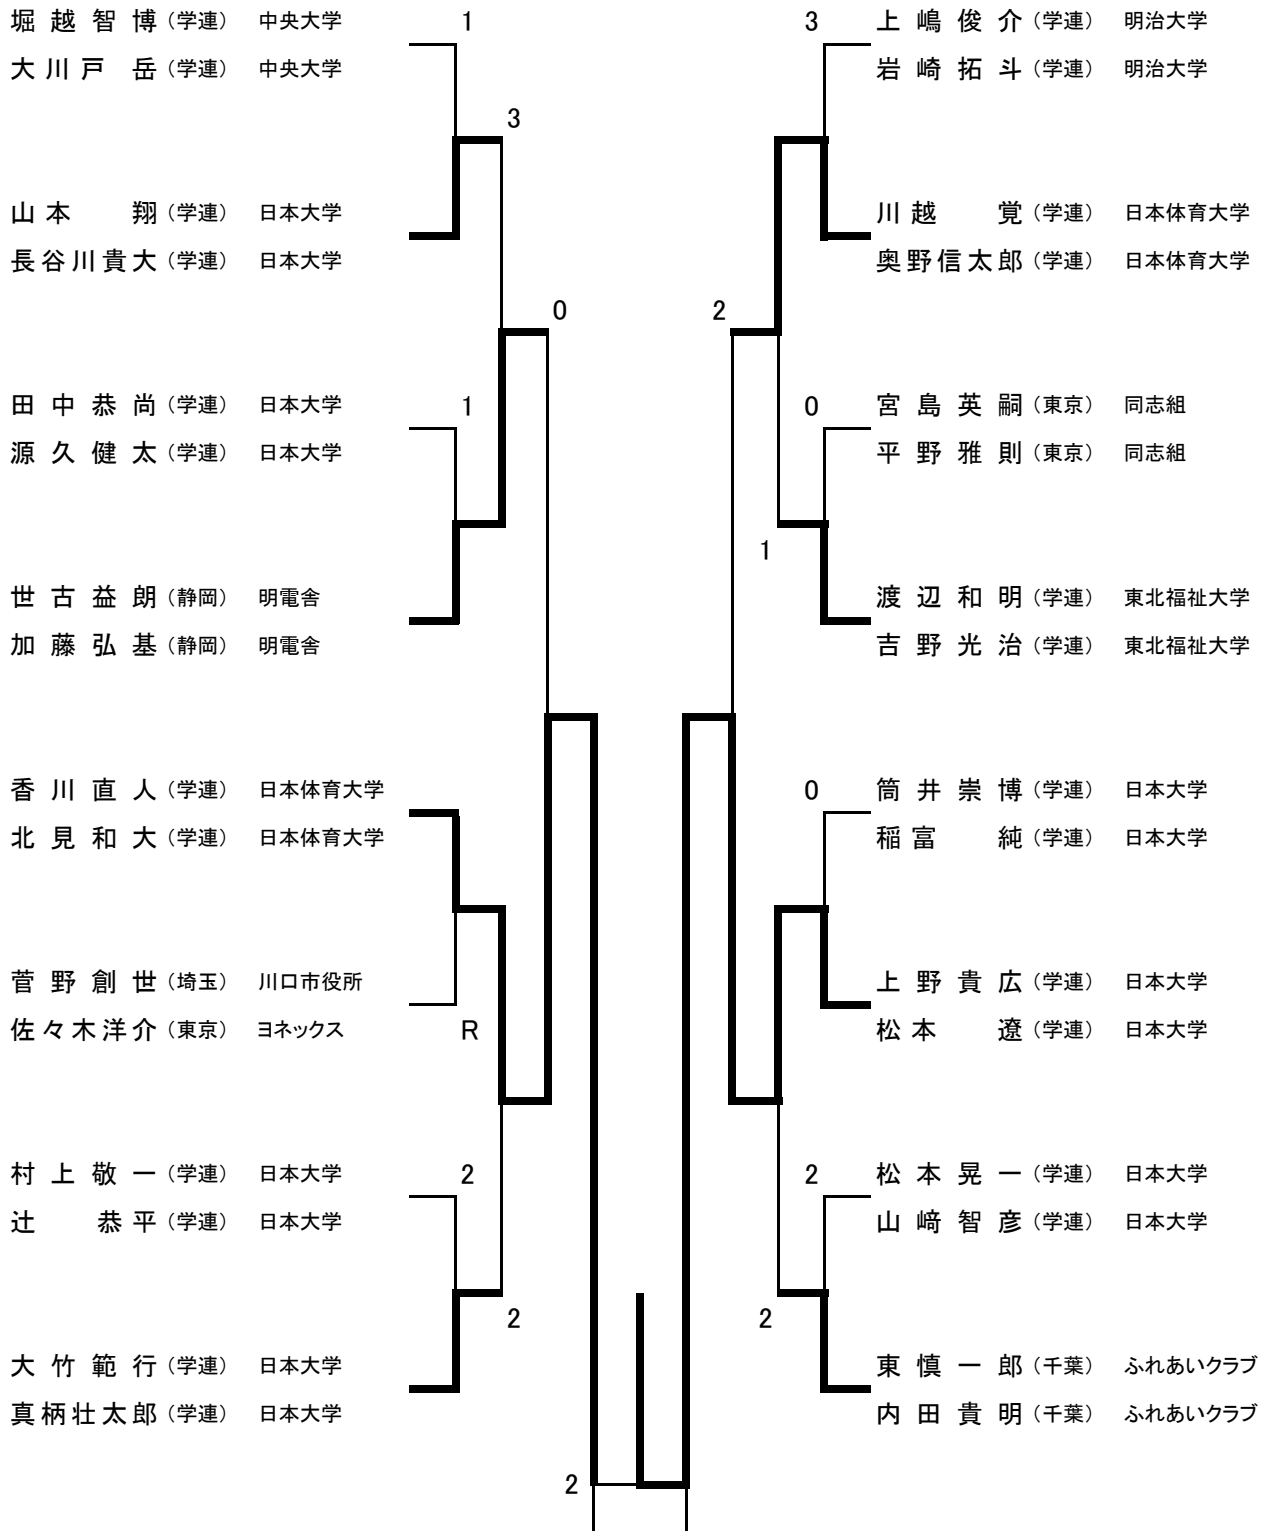 堀越智博（学連） 中央大学 1
大川戸岳（学連） 中央大学
3
山本翔（学連） 日本大学
長谷川貴大（学連） 日本大学
0
田中恭尚（学連） 日本大学 1
源久健太（学連） 日本大学
世古益朗（静岡） 明電舎
加藤弘基（静岡） 明電舎
香川直人（学連） 日本体育大学
北見和大（学連） 日本体育大学
菅野創世（埼玉） 川口市役所
佐々木洋介（東京） ヨネックス R
村上敬一（学連） 日本大学 2
辻恭平（学連） 日本大学
2
大竹範行（学連） 日本大学
真柄壮太郎（学連） 日本大学
2
3 上嶋俊介（学連） 明治大学
岩崎拓斗（学連） 明治大学
川越覚（学連） 日本体育大学
奥野信太郎（学連） 日本体育大学
2
0 宮島英嗣（東京） 同志組
平野雅則（東京） 同志組
1
渡辺和明（学連） 東北福祉大学
吉野光治（学連） 東北福祉大学
0 筒井崇博（学連） 日本大学
稲富純（学連） 日本大学
上野貴広（学連） 日本大学
松本遼（学連） 日本大学
2 松本晃一（学連） 日本大学
山﨑智彦（学連） 日本大学
2
東慎一郎（千葉） ふれあいクラブ
内田貴明（千葉） ふれあいクラブ